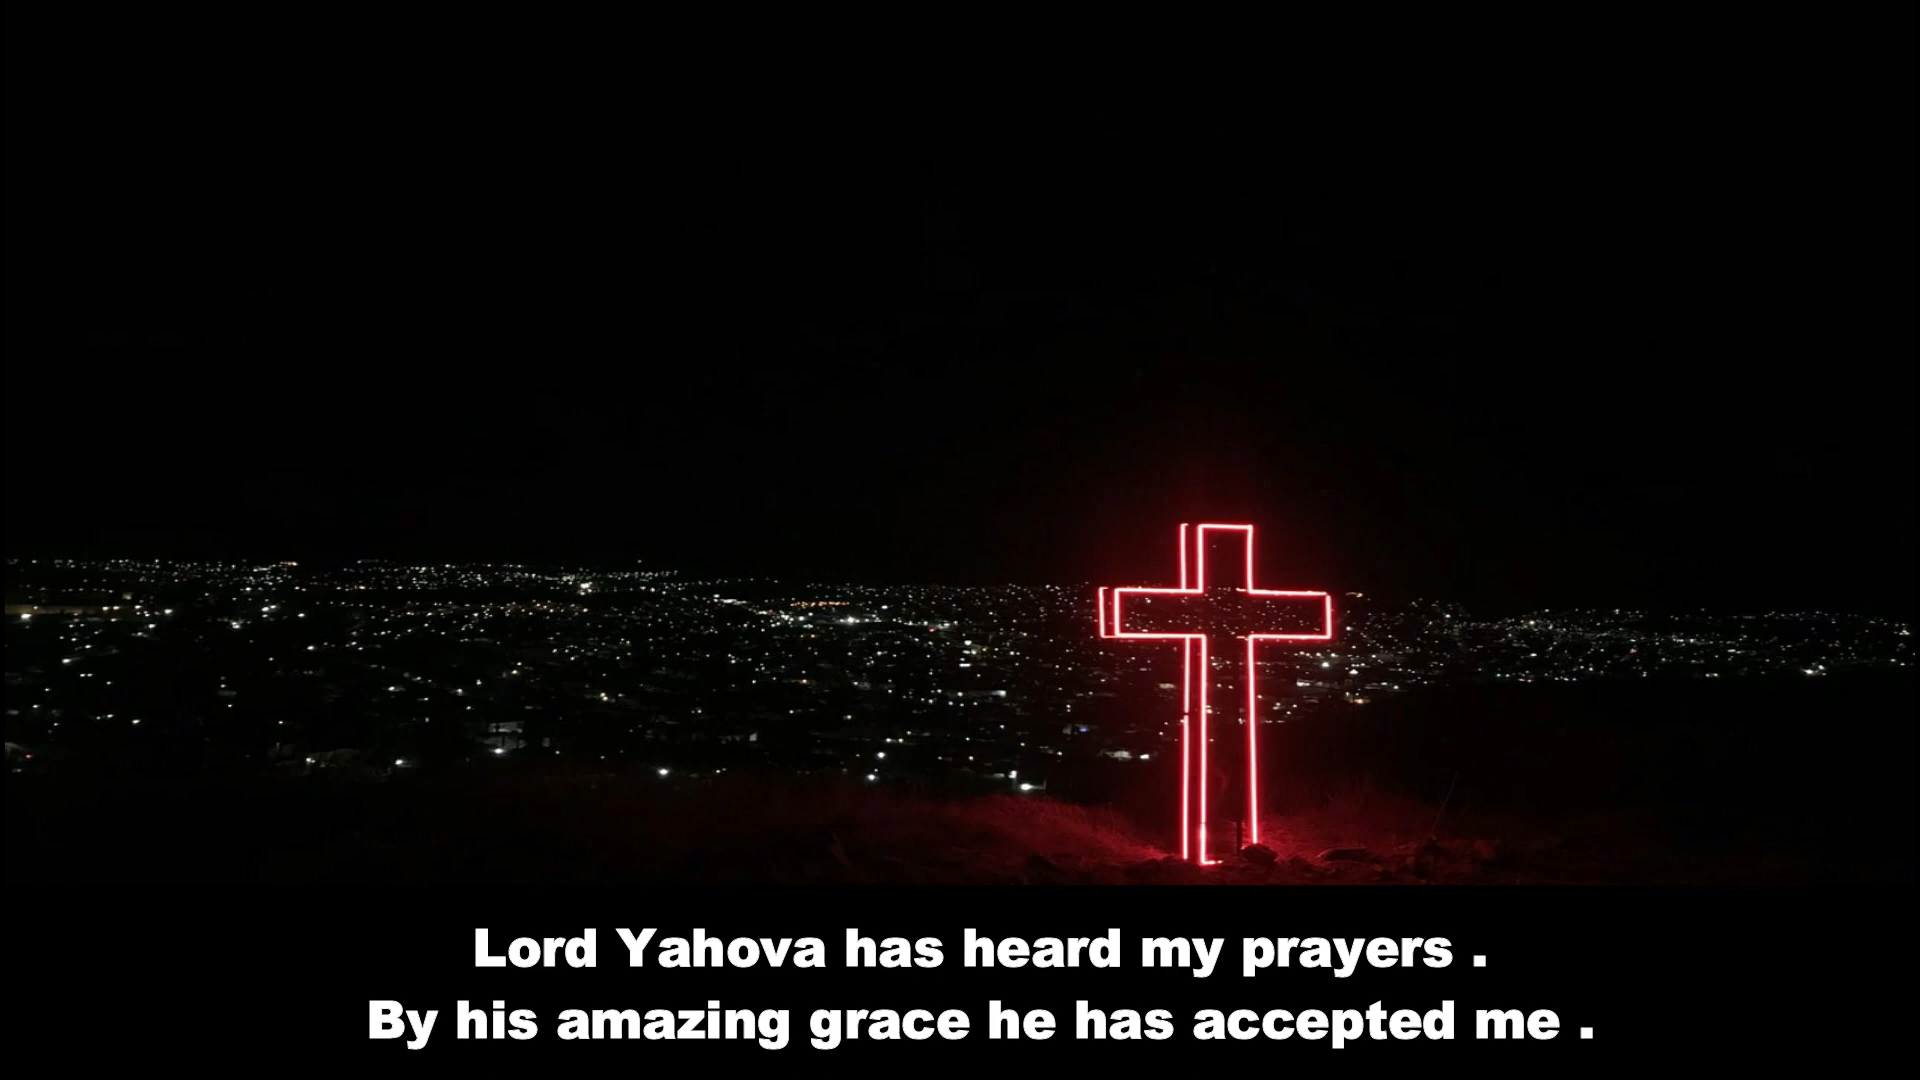 Lord Yahova has heard my prayers .
By his amazing grace he has accepted me .